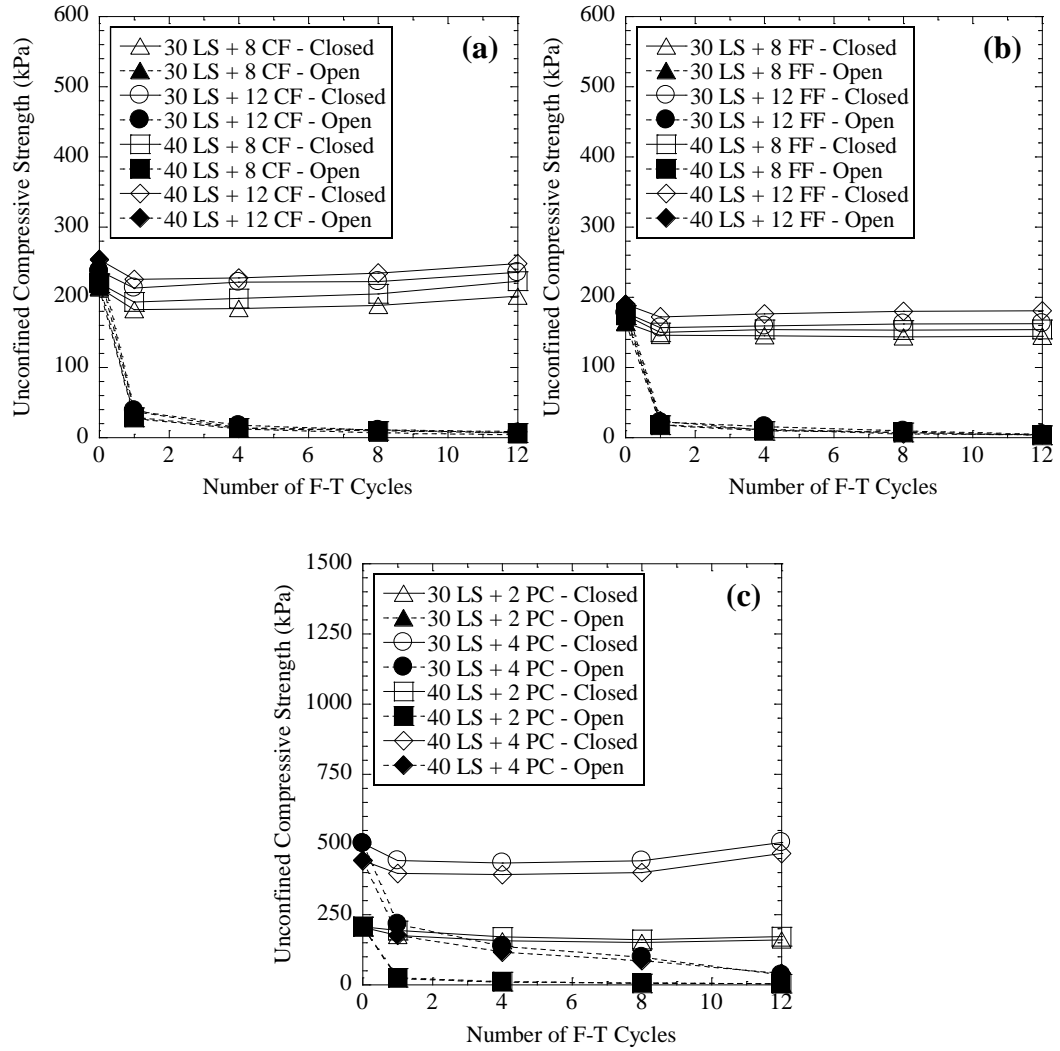 (a)
Unconfined Compressive Strength (kPa)
600
500
400
300
200
100
0
30 LS + 8 CF - Closed
30 LS + 8 CF - Open
30 LS + 12 CF - Closed
30 LS + 12 CF - Open
40 LS + 8 CF - Closed
40 LS + 8 CF - Open
40 LS + 12 CF - Closed
40 LS + 12 CF - Open
0 2 4 6 8 10 12
Number of F-T Cycles
(b)
Unconfined Compressive Strength (kPa)
600
500
400
300
200
100
0
30 LS + 8 FF - Closed
30 LS + 8 FF - Open
30 LS + 12 FF - Closed
30 LS + 12 FF - Open
40 LS + 8 FF - Closed
40 LS + 8 FF - Open
40 LS + 12 FF - Closed
40 LS + 12 FF - Open
0 2 4 6 8 10 12
Number of F-T Cycles
(c)
Unconfined Compressive Strength (kPa)
1500
1250
1000
750
500
250
0
30 LS + 2 PC - Closed
30 LS + 2 PC - Open
30 LS + 4 PC - Closed
30 LS + 4 PC - Open
40 LS + 2 PC - Closed
40 LS + 2 PC - Open
40 LS + 4 PC - Closed
40 LS + 4 PC - Open
0 2 4 6 8 10 12
Number of F-T Cycles